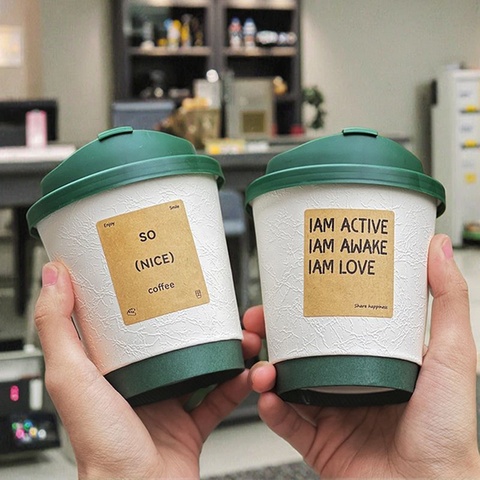 Enjoy
Smile
SO
(NICE)
coffee
IAM ACTIVE
IAM AWAKE
IAM LOVE
Share happiness